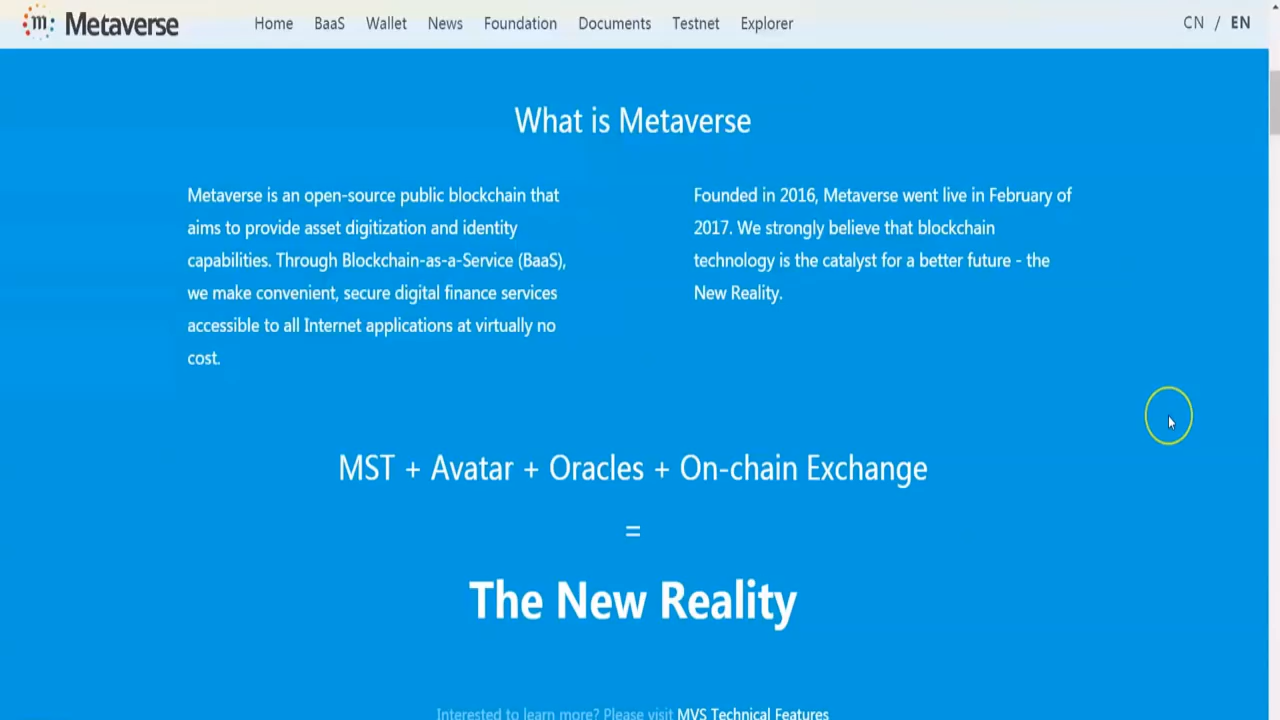 m Metaverse
Home BaaS Wallet News Foundation Documents Testnet Explorer
CN / EN
What is Metaverse
Metaverse is an open-source public blockchain that
aims to provide asset digitization and identity
capabilities. Through Blockchain-as-a-Service (BaaS),
we make convenient, secure digital finance services
accessible to all Internet applications at virtually no
cost.
Founded in 2016, Metaverse went live in February of
2017. We strongly believe that blockchain
technology is the catalyst for a better future - the
New Reality.
MST + Avatar + Oracles + On-chain Exchange
=
The New Reality
Interested to learn more? Please visit MVS Technical Features